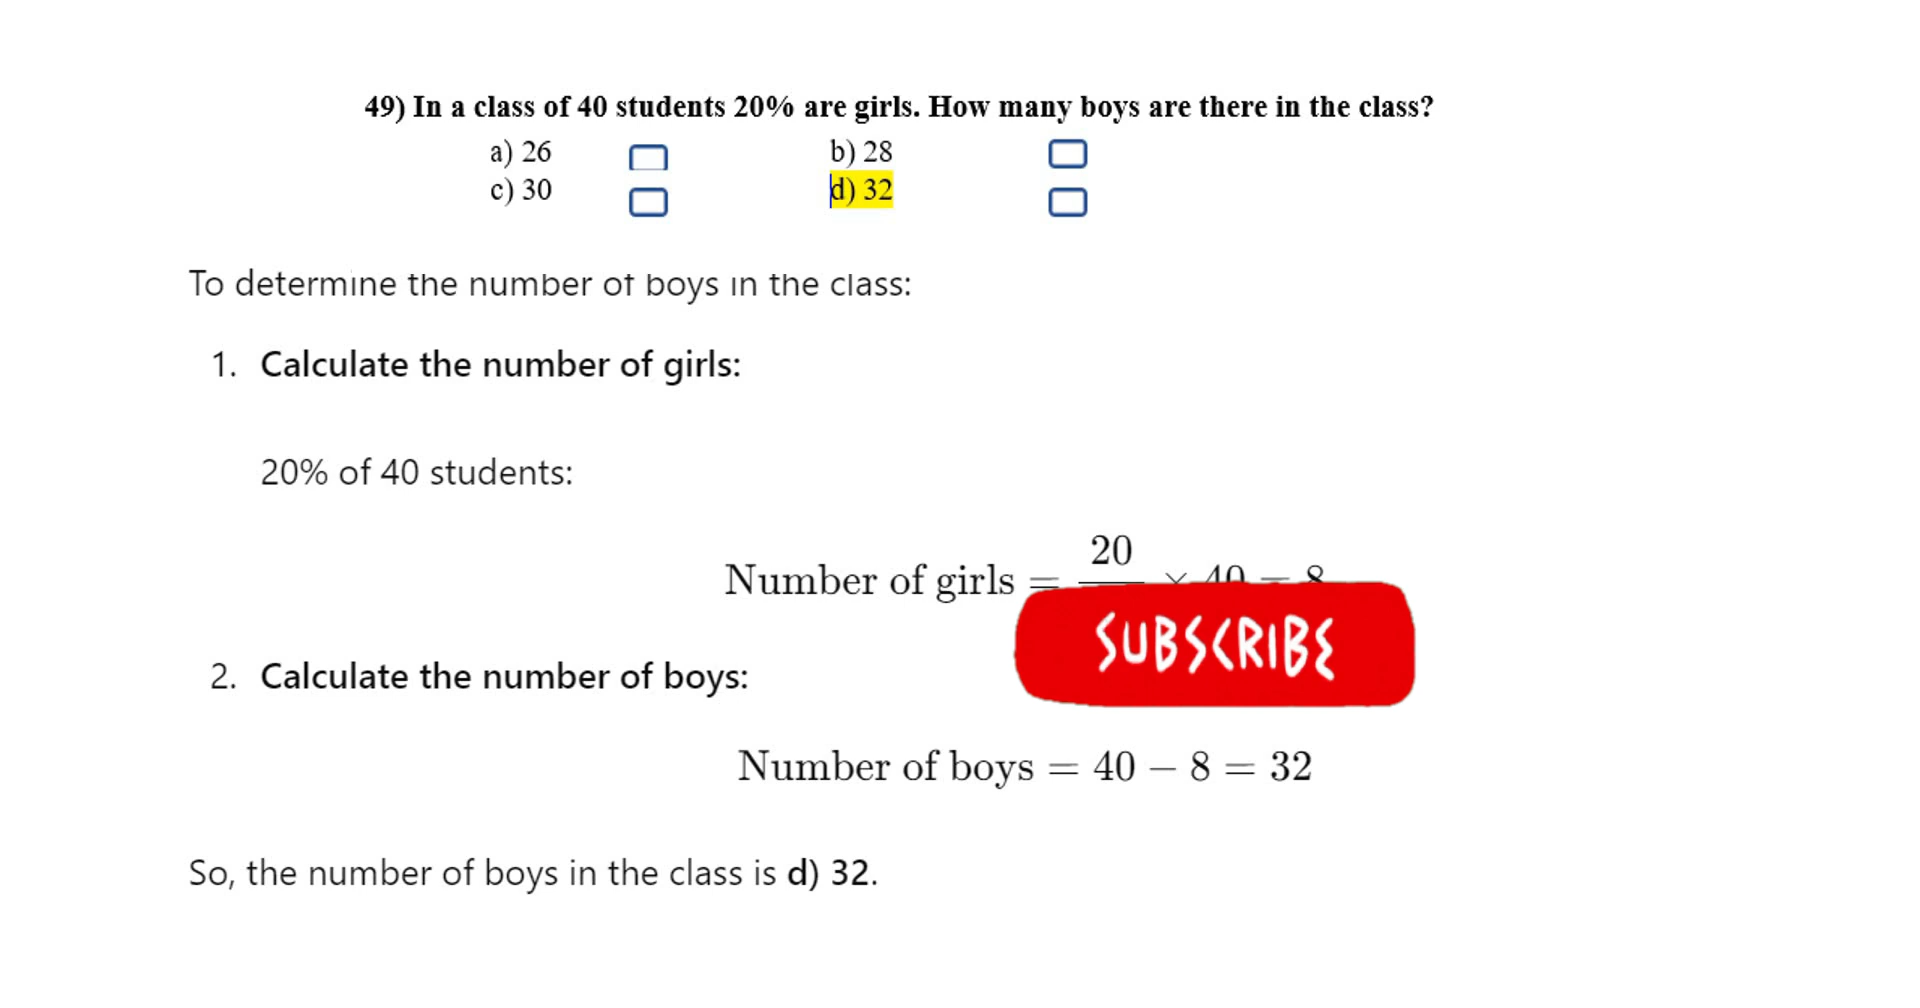 49) In a class of 40 students 20% are girls. How many boys are there in the class?
a) 26 b) 28
c) 30 d) 32
To determine the number of boys in the class:
1. Calculate the number of girls:
20% of 40 students:
20
Number of girls = × 40 = 8
SUBSCRIBE
2. Calculate the number of boys:
Number of boys = 40 − 8 = 32
So, the number of boys in the class is d) 32.